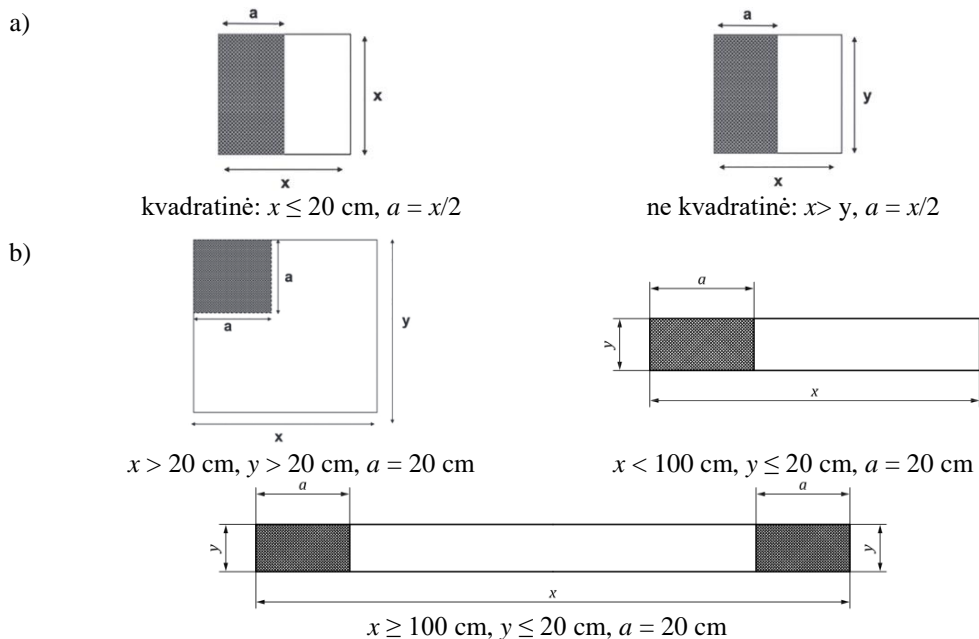 a)
a
a
x
y
x
x
kvadratinė: x ≤ 20 cm, a = x/2
ne kvadratinė: x> y, a = x/2
b)
a
a
y
x
a
y
x
x > 20 cm, y > 20 cm, a = 20 cm
x < 100 cm, y ≤ 20 cm, a = 20 cm
a
a
y
y
x
x ≥ 100 cm, y ≤ 20 cm, a = 20 cm